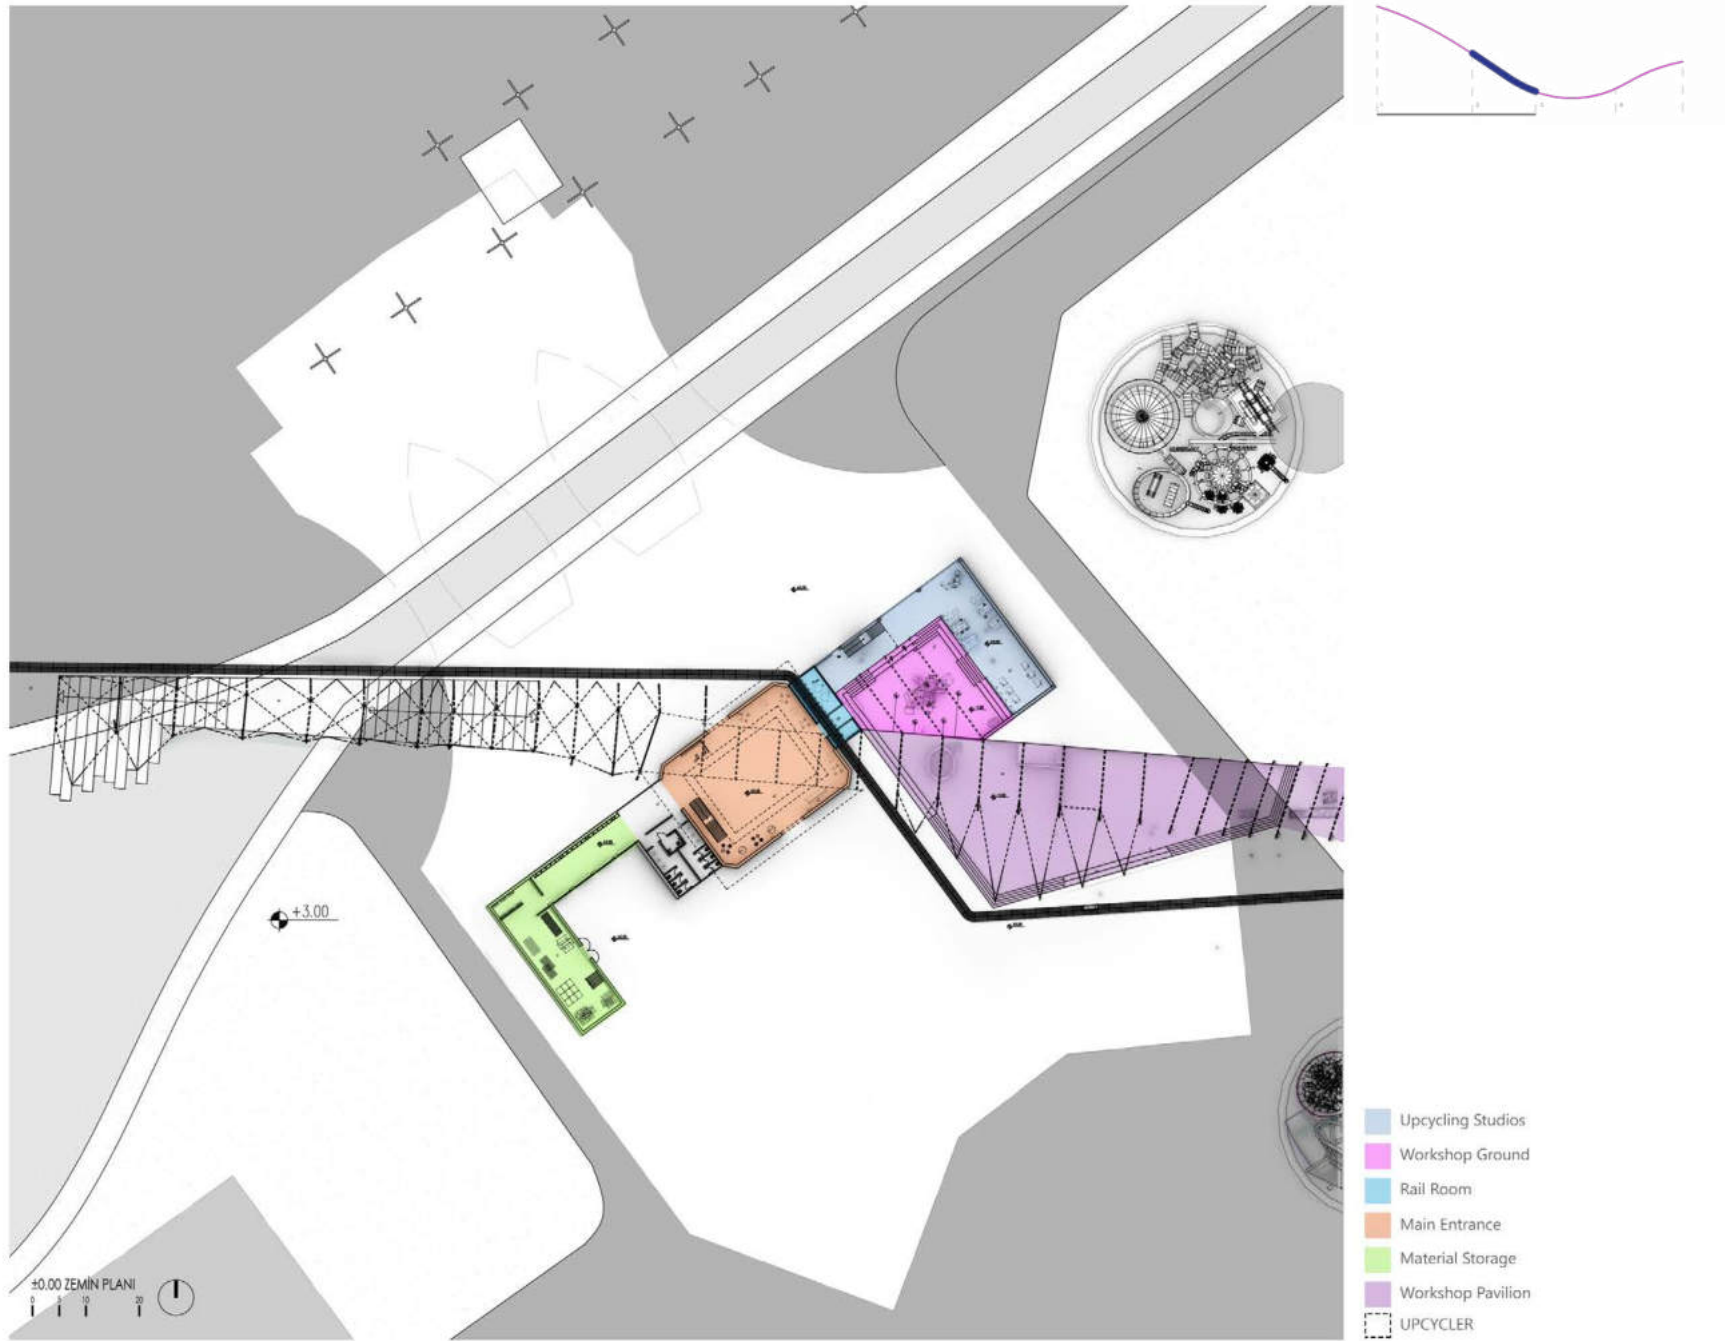 +3.00
Upcycling Studios
Workshop Ground
Rail Room
Main Entrance
Material Storage
Workshop Pavilion
UPCYCLER
±0.00 ZEMİN PLANI
0 5 10 20